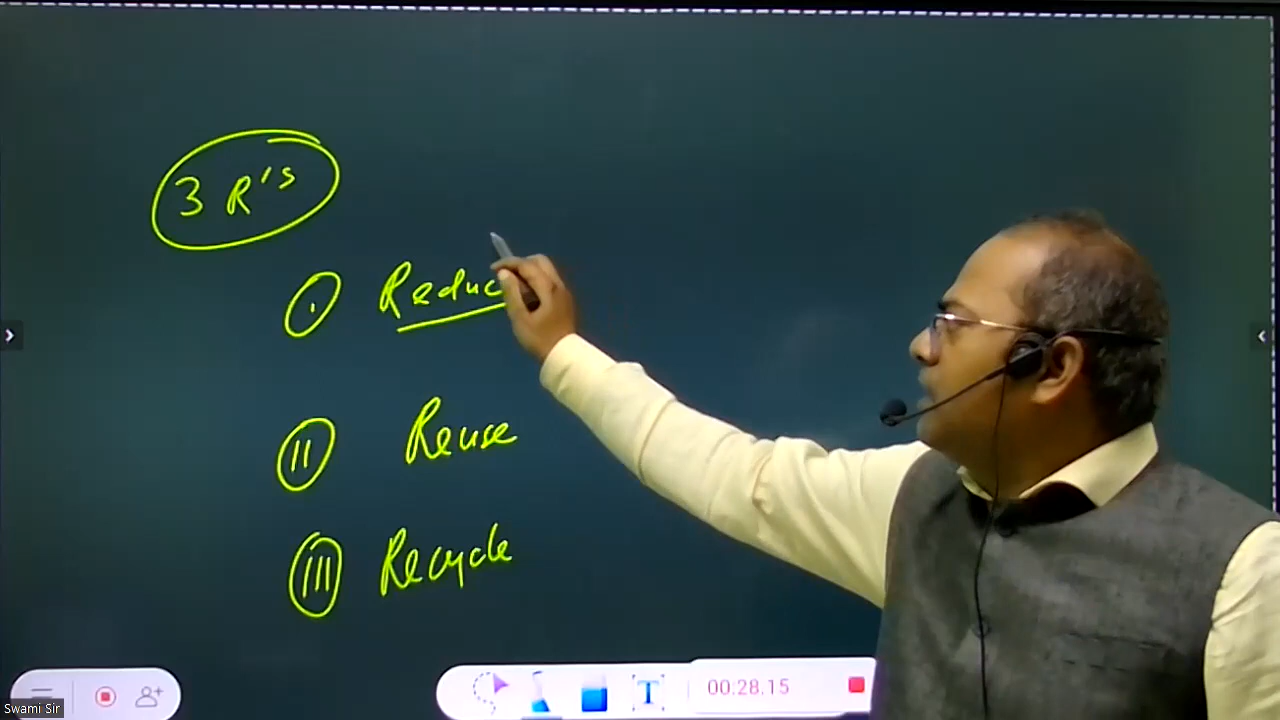 3 R's
(i) Reduc
(ii) Reuse
(iii) Recycle
T 00:28.15
Swami Sir